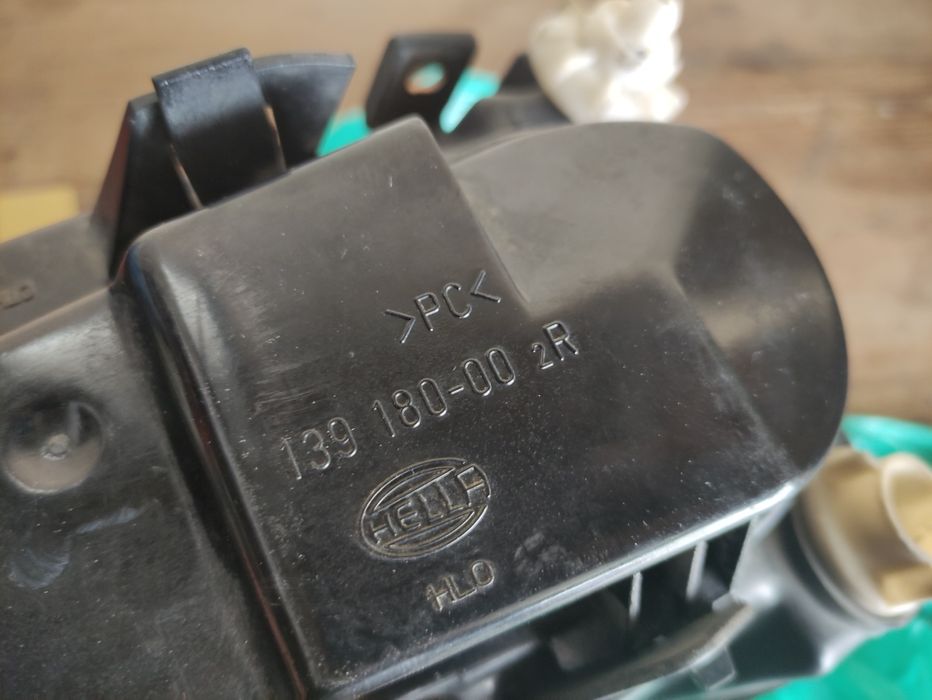 >PC<
139 180-00 2R
HELLA
HLO